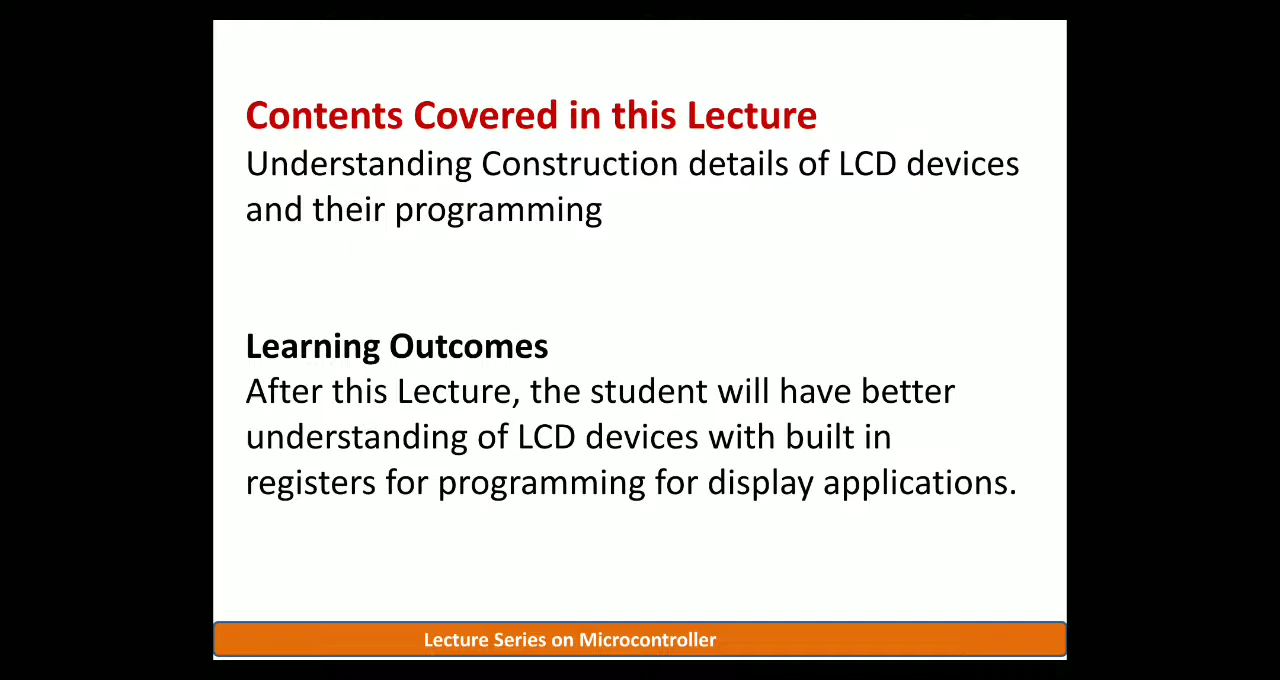 Contents Covered in this Lecture
Understanding Construction details of LCD devices
and their programming
Learning Outcomes
After this Lecture, the student will have better
understanding of LCD devices with built in
registers for programming for display applications.
Lecture Series on Microcontroller